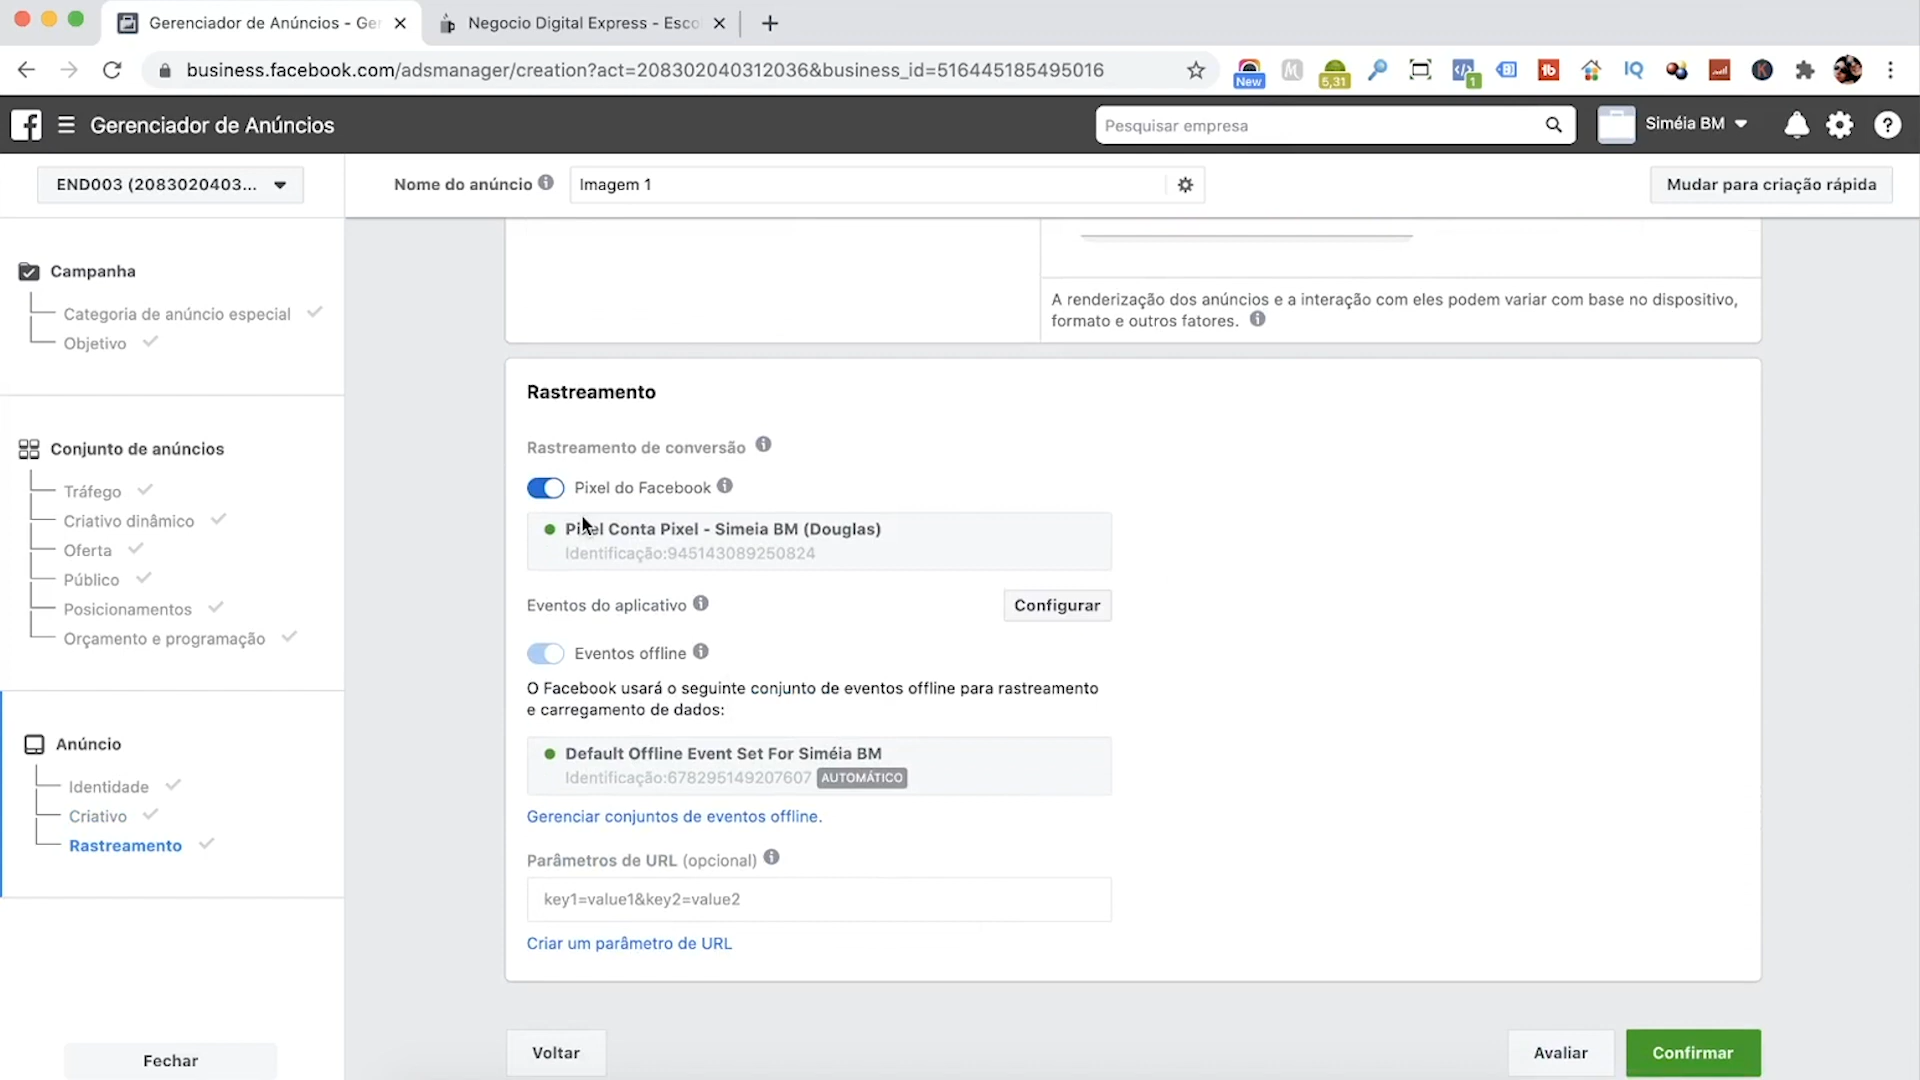 Gerenciador de Anúncios - Ger
Negocio Digital Express - Esco
business.facebook.com/adsmanager/creation?act=208302040312036&business_id=516445185495016
New
5,31
1
IQ
Gerenciador de Anúncios
Pesquisar empresa
Siméia BM
END003 (2083020403...
Nome do anúncio
Imagem 1
Mudar para criação rápida
Campanha
Categoria de anúncio especial
Objetivo
Conjunto de anúncios
Tráfego
Criativo dinâmico
Oferta
Público
Posicionamentos
Orçamento e programação
Anúncio
Identidade
Criativo
Rastreamento
Fechar
A renderização dos anúncios e a interação com eles podem variar com base no dispositivo,
formato e outros fatores.
Rastreamento
Rastreamento de conversão
Pixel do Facebook
Pixel Conta Pixel - Simeia BM (Douglas)
Identificação:945143089250824
Eventos do aplicativo
Configurar
Eventos offline
O Facebook usará o seguinte conjunto de eventos offline para rastreamento
e carregamento de dados:
Default Offline Event Set For Siméia BM
Identificação:678295149207607 AUTOMÁTICO
Gerenciar conjuntos de eventos offline.
Parâmetros de URL (opcional)
key1=value1&key2=value2
Criar um parâmetro de URL
Voltar
Avaliar
Confirmar